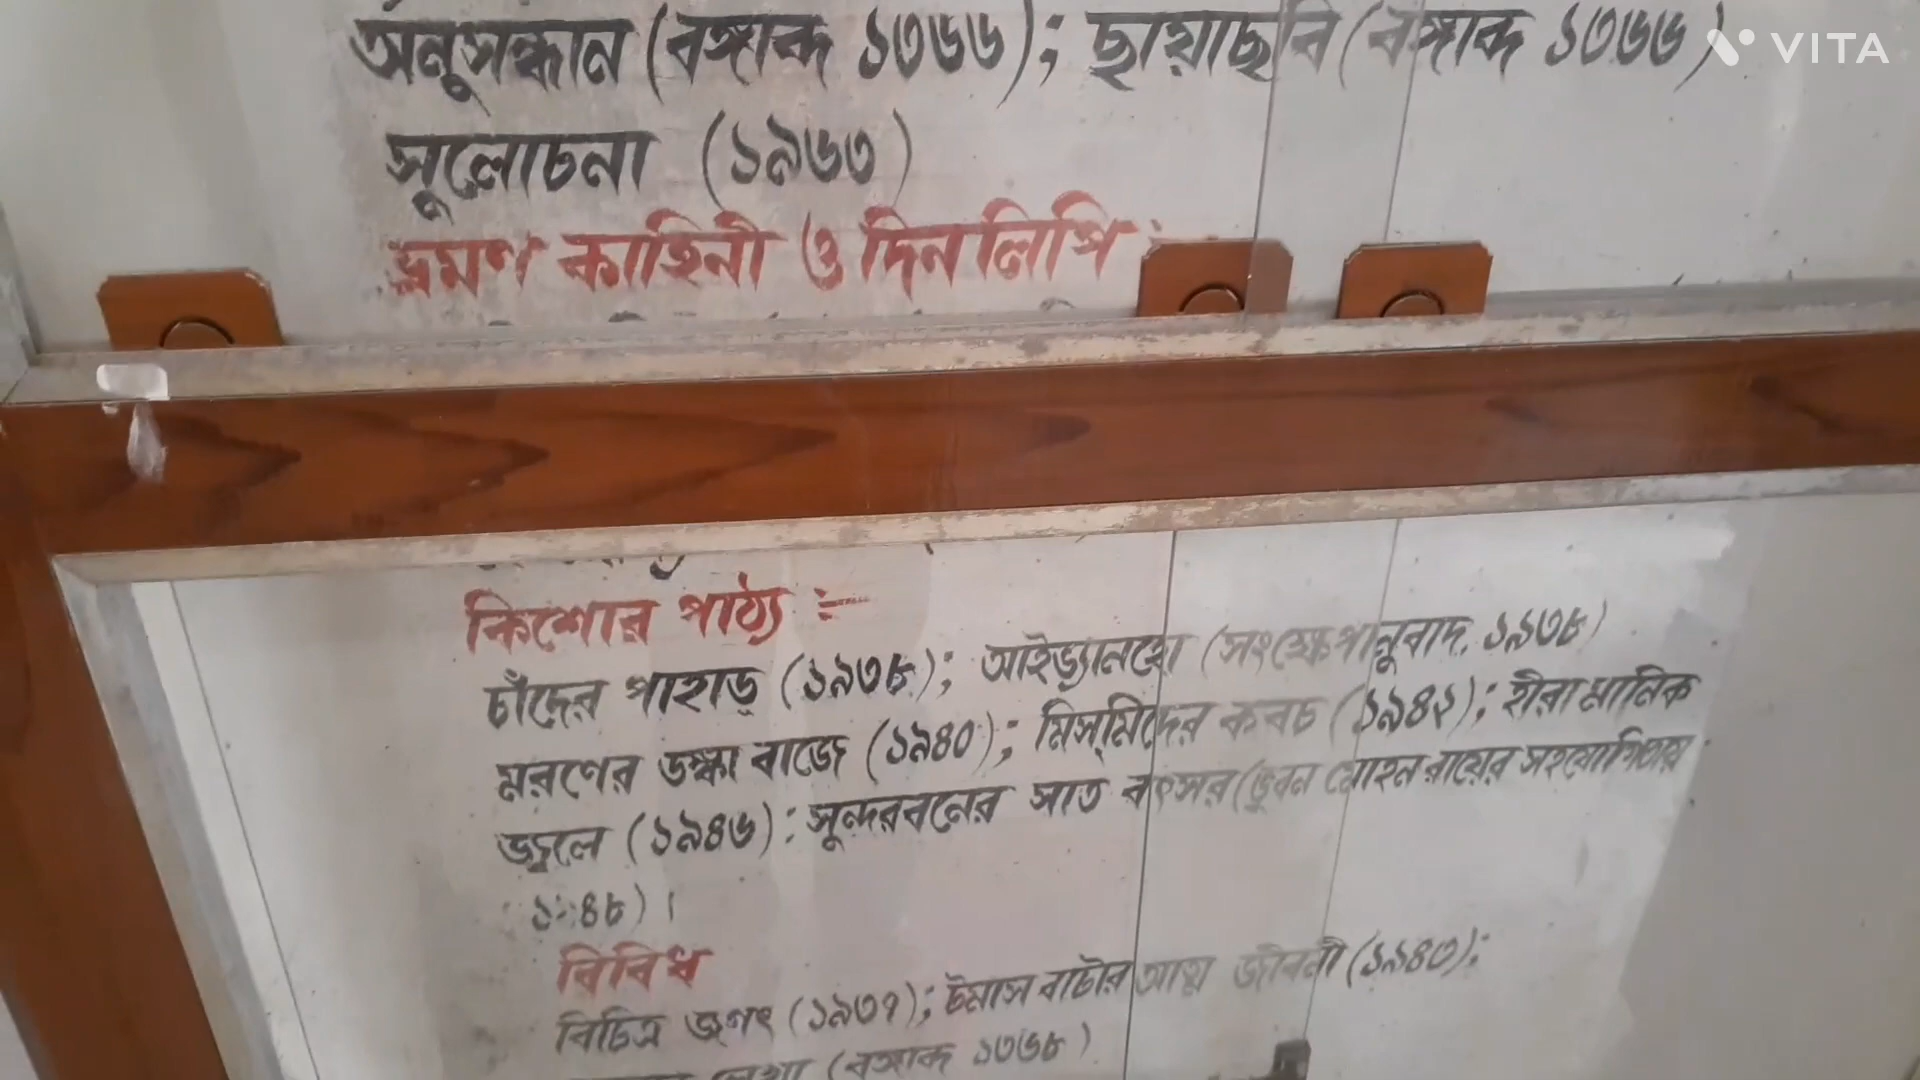 অনুসন্ধান (বঙ্গাব্দ ১৩৬৬); ছায়াছবি (বঙ্গাব্দ ১৩৬৬)
VITA
সুলোচনা (১৯৬৩)
ভ্রমণ কাহিনী ও দিনলিপি
কিশোর পাঠ্য :-
চাঁদের পাহাড় (১৯৩৮); আইভ্যানহো (সংক্ষেপানুবাদ, ১৯৩৮)
মরণের ডঙ্কা বাজে (১৯৪০); মিস্‌মিদের কবচ (১৯৪২); হীরা মানিক
জ্বলে (১৯৪৬): সুন্দরবনের সাত বৎসর (ভুবন মোহন রায়ের সহযোগিতায়
১৯৪৮)।
বিবিধ
বিচিত্র জগৎ (১৯৩৭); টমাস বাটার আত্ম জীবনী (১৯৪৩);
লেখা (বঙ্গাব্দ ১৩৬৮)